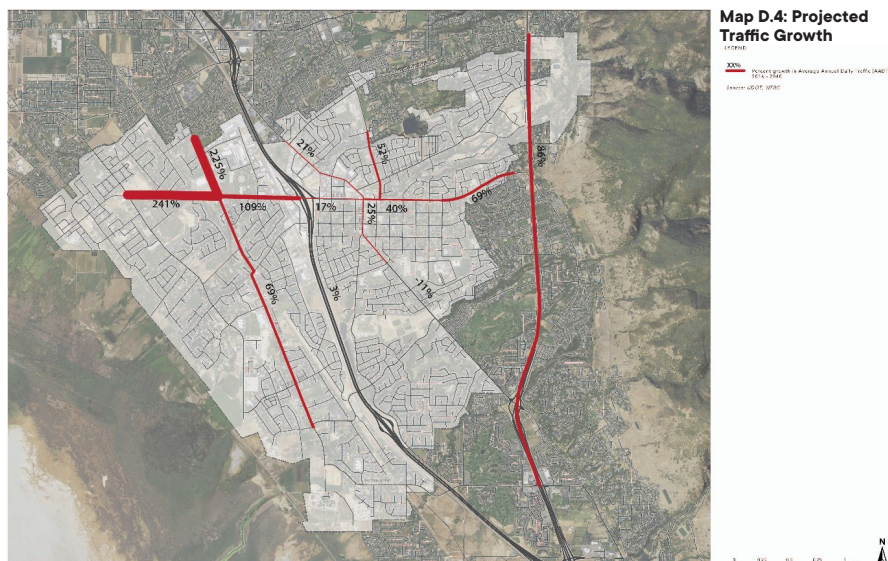 Map D.4: Projected
Traffic Growth
LEGEND
XX%
Percent growth in Average Annual Daily Traffic (AADT)
Source: UDOT, WFRC
21%
52%
86%
225%
241%
109%
17%
25%
40%
69%
-11%
3%
69%
N